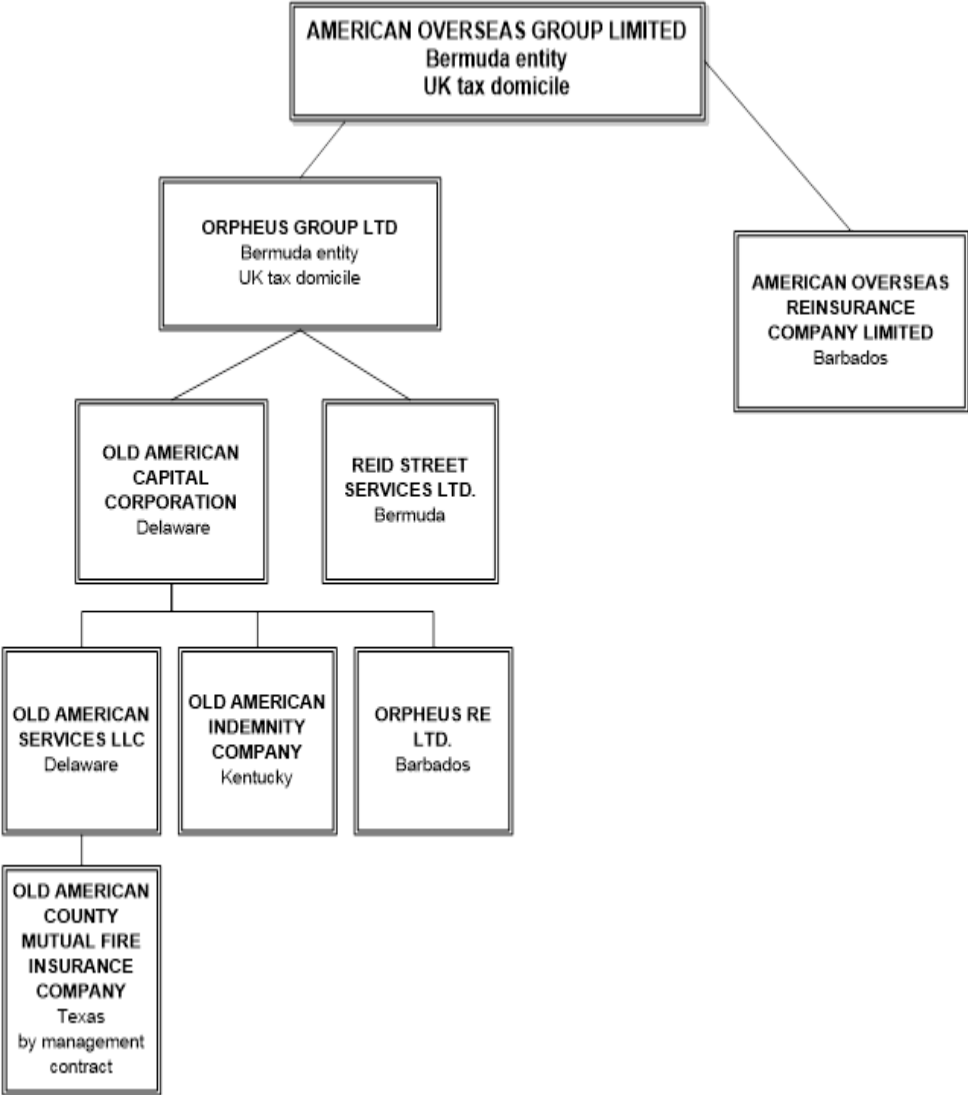 AMERICAN OVERSEAS GROUP LIMITED
Bermuda entity
UK tax domicile
ORPHEUS GROUP LTD
Bermuda entity
UK tax domicile
AMERICAN OVERSEAS
REINSURANCE
COMPANY LIMITED
Barbados
OLD AMERICAN
CAPITAL
CORPORATION
Delaware
REID STREET
SERVICES LTD.
Bermuda
OLD AMERICAN
SERVICES LLC
Delaware
OLD AMERICAN
INDEMNITY
COMPANY
Kentucky
ORPHEUS RE
LTD.
Barbados
OLD AMERICAN
COUNTY
MUTUAL FIRE
INSURANCE
COMPANY
Texas
by management
contract